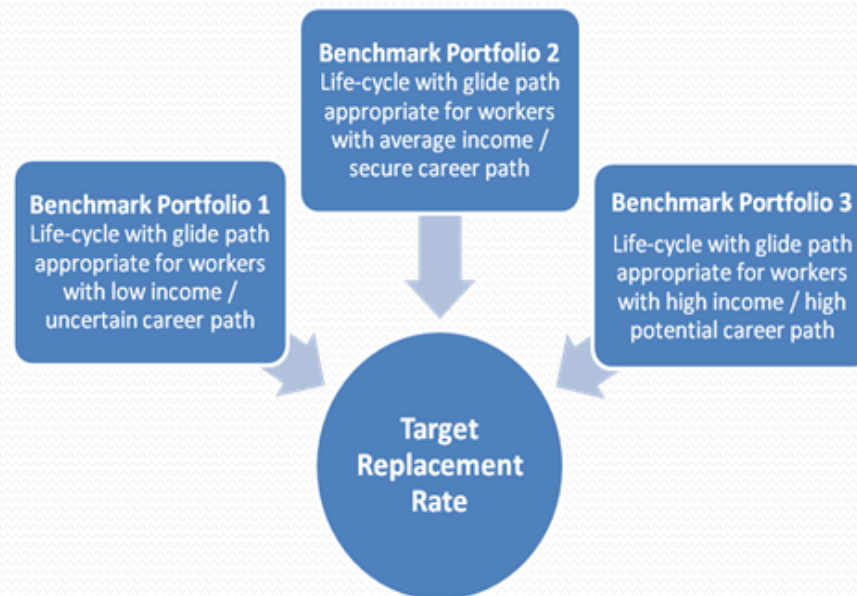 Benchmark Portfolio 2
Life-cycle with glide path
appropriate for workers
with average income /
secure career path
Benchmark Portfolio 1
Life-cycle with glide path
appropriate for workers
with low income /
uncertain career path
Benchmark Portfolio 3
Life-cycle with glide path
appropriate for workers
with high income / high
potential career path
Target
Replacement
Rate